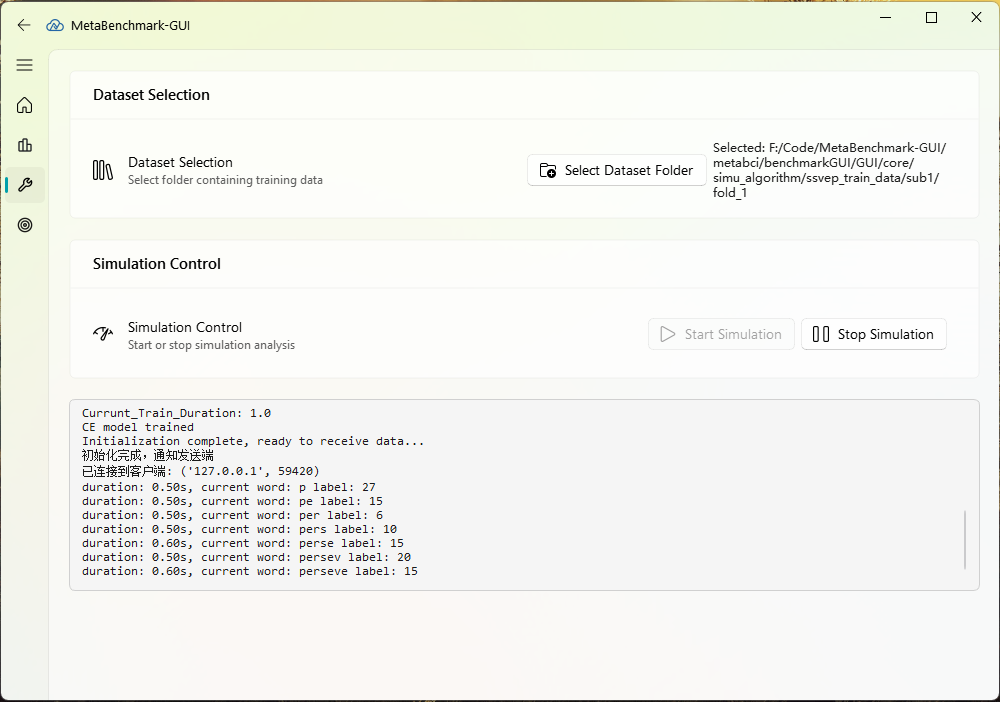 MetaBenchmark-GUI
Dataset Selection
Dataset Selection
Select folder containing training data
Select Dataset Folder
Selected: F:/Code/MetaBenchmark-GUI/
metabci/benchmarkGUI/GUI/core/
simu_algorithm/ssvep_train_data/sub1/
fold_1
Simulation Control
Simulation Control
Start or stop simulation analysis
Start Simulation
Stop Simulation
Currunt_Train_Duration: 1.0
CE model trained
Initialization complete, ready to receive data...
初始化完成，通知发送端
已连接到客户端: ('127.0.0.1', 59420)
duration: 0.50s, current word: p label: 27
duration: 0.50s, current word: pe label: 15
duration: 0.50s, current word: per label: 6
duration: 0.50s, current word: pers label: 10
duration: 0.60s, current word: perse label: 15
duration: 0.50s, current word: persev label: 20
duration: 0.60s, current word: perseve label: 15